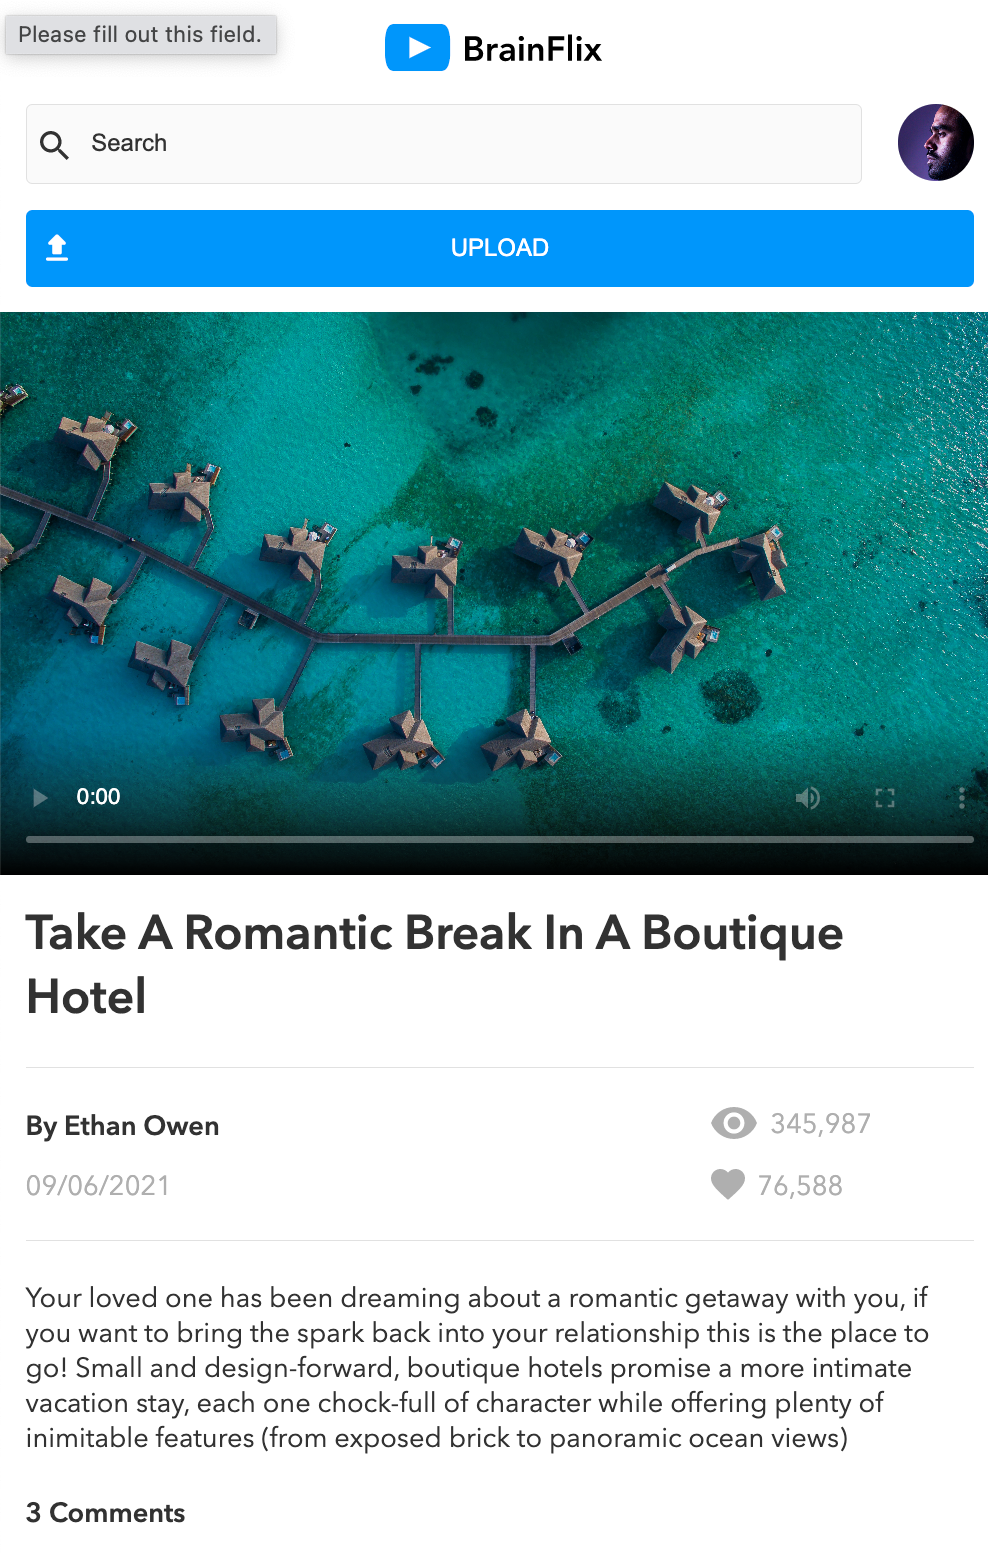 Please fill out this field.
BrainFlix
Search
UPLOAD
0:00
Take A Romantic Break In A Boutique
Hotel
By Ethan Owen
345,987
09/06/2021
76,588
Your loved one has been dreaming about a romantic getaway with you, if
you want to bring the spark back into your relationship this is the place to
go! Small and design-forward, boutique hotels promise a more intimate
vacation stay, each one chock-full of character while offering plenty of
inimitable features (from exposed brick to panoramic ocean views)
3 Comments